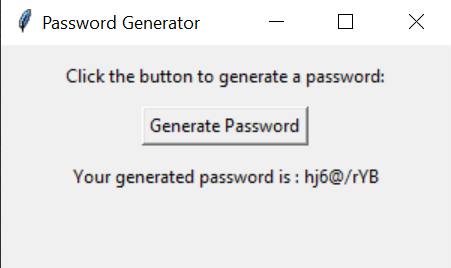 Password Generator
Click the button to generate a password:
Generate Password
Your generated password is : hj6@/rYB